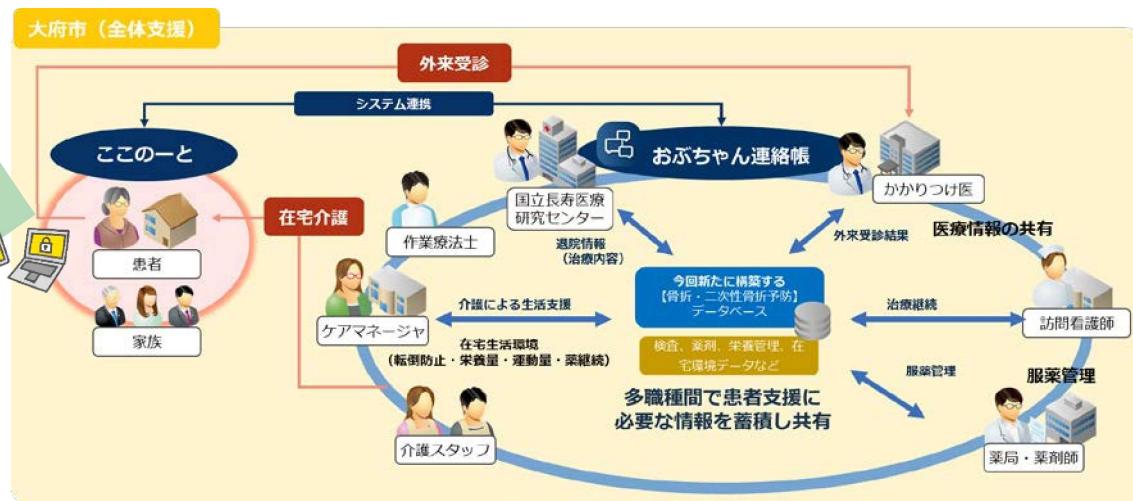 大府市（全体支援）
外来受診
システム連携
ここのーと
おぶちゃん連絡帳
国立長寿医療
研究センター
かかりつけ医
在宅介護
作業療法士
患者
家族
退院情報
（治療内容）
外来受診結果
医療情報の共有
ケアマネージャ
介護による生活支援
在宅生活環境
（転倒防止・栄養量・運動量・薬継続）
今回新たに構築する
【骨折・二次性骨折予防】
データベース
検査、薬剤、栄養管理、在
宅環境データなど
治療継続
訪問看護師
服薬管理
服薬管理
多職種間で患者支援に
必要な情報を蓄積し共有
介護スタッフ
薬局・薬剤師